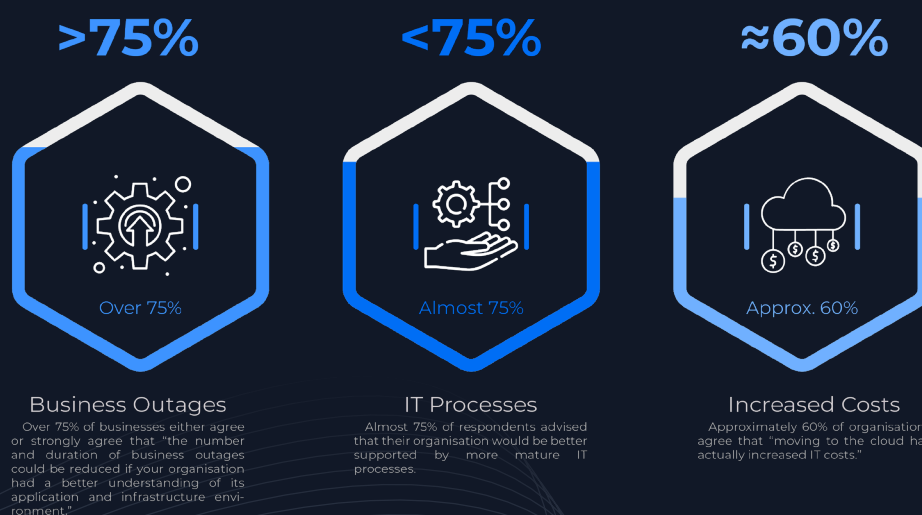 >75%
<75%
≈60%
Over 75%
Almost 75%
$ $ $ $
Approx. 60%
Business Outages
Over 75% of businesses either agree
or strongly agree that “the number
and duration of business outages
could be reduced if your organisation
had a better understanding of its
application and infrastructure envi-
ronment.”
IT Processes
Almost 75% of respondents advised
that their organisation would be better
supported by more mature IT
processes.
Increased Costs
Approximately 60% of
agree that “moving to the cloud
actually increased IT costs.”